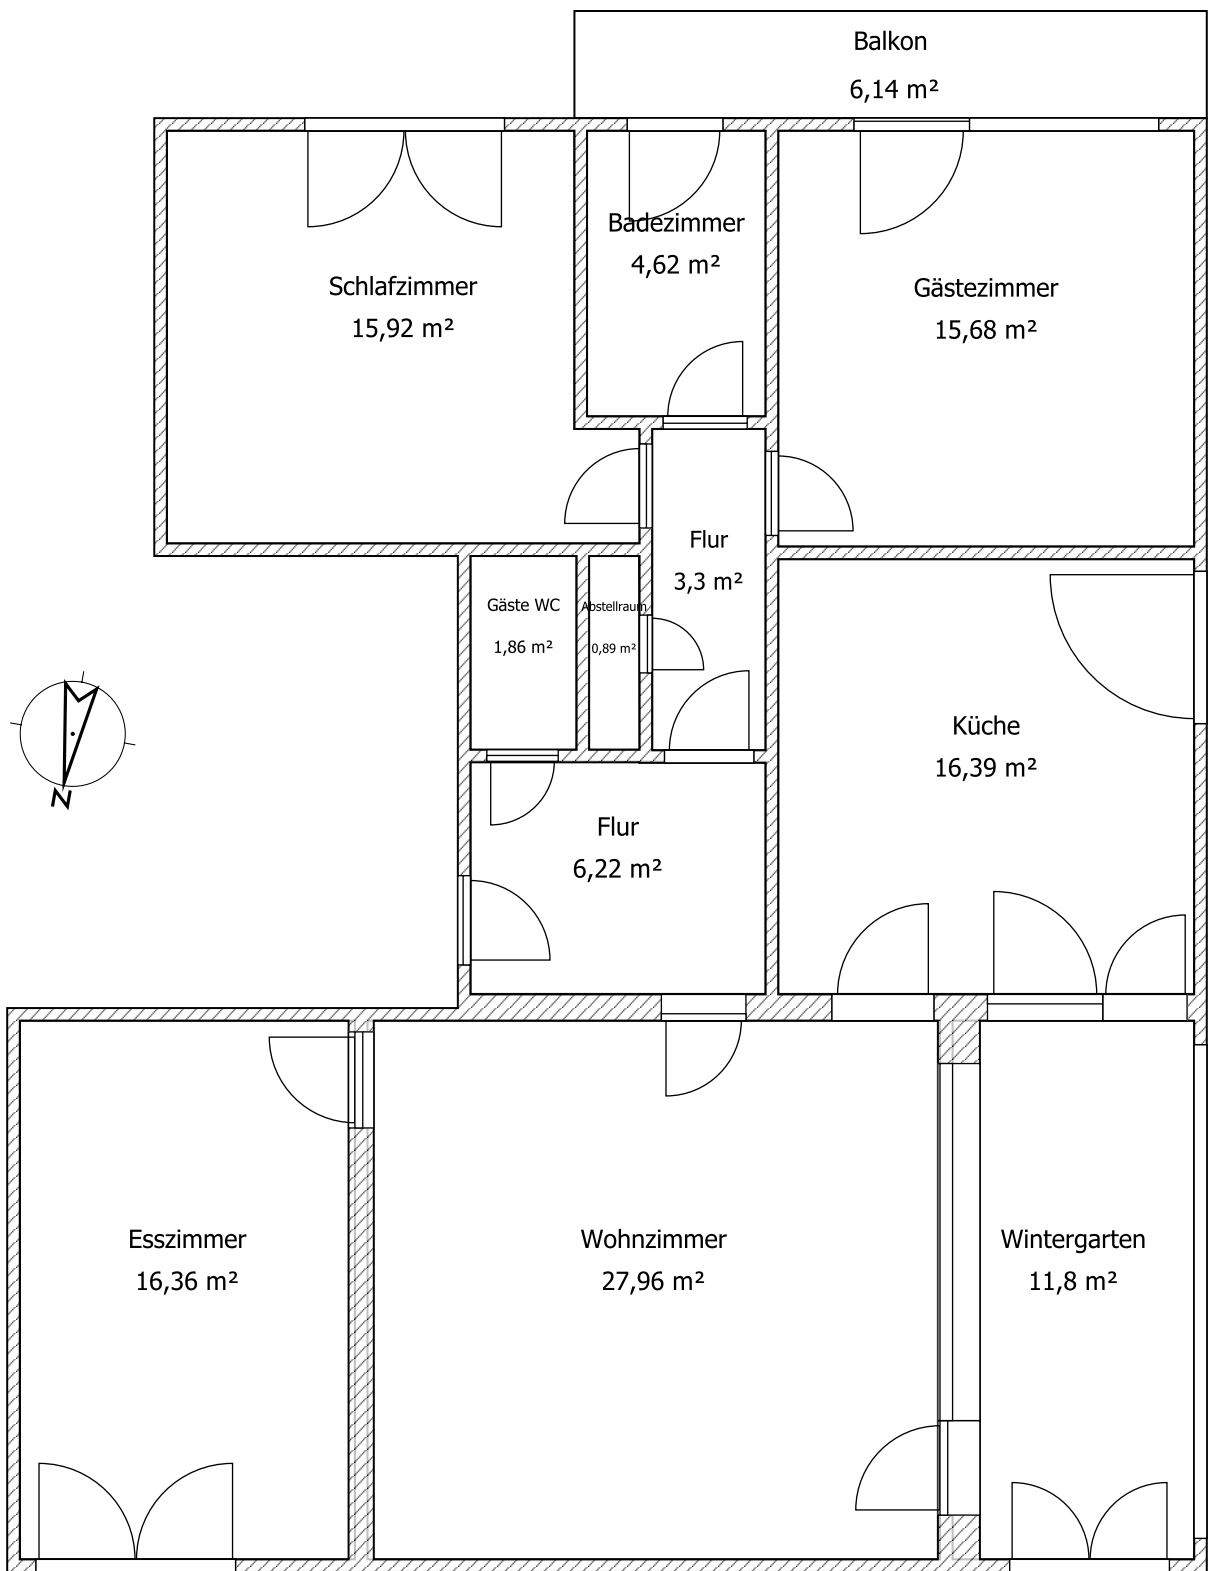 Balkon
6,14 m²
Badezimmer
4,62 m²
Schlafzimmer
15,92 m²
Gästezimmer
15,68 m²
Flur
3,3 m²
Gäste WC
1,86 m²
Abstellraum
0,89 m²
Küche
16,39 m²
N
Flur
6,22 m²
Esszimmer
16,36 m²
Wohnzimmer
27,96 m²
Wintergarten
11,8 m²